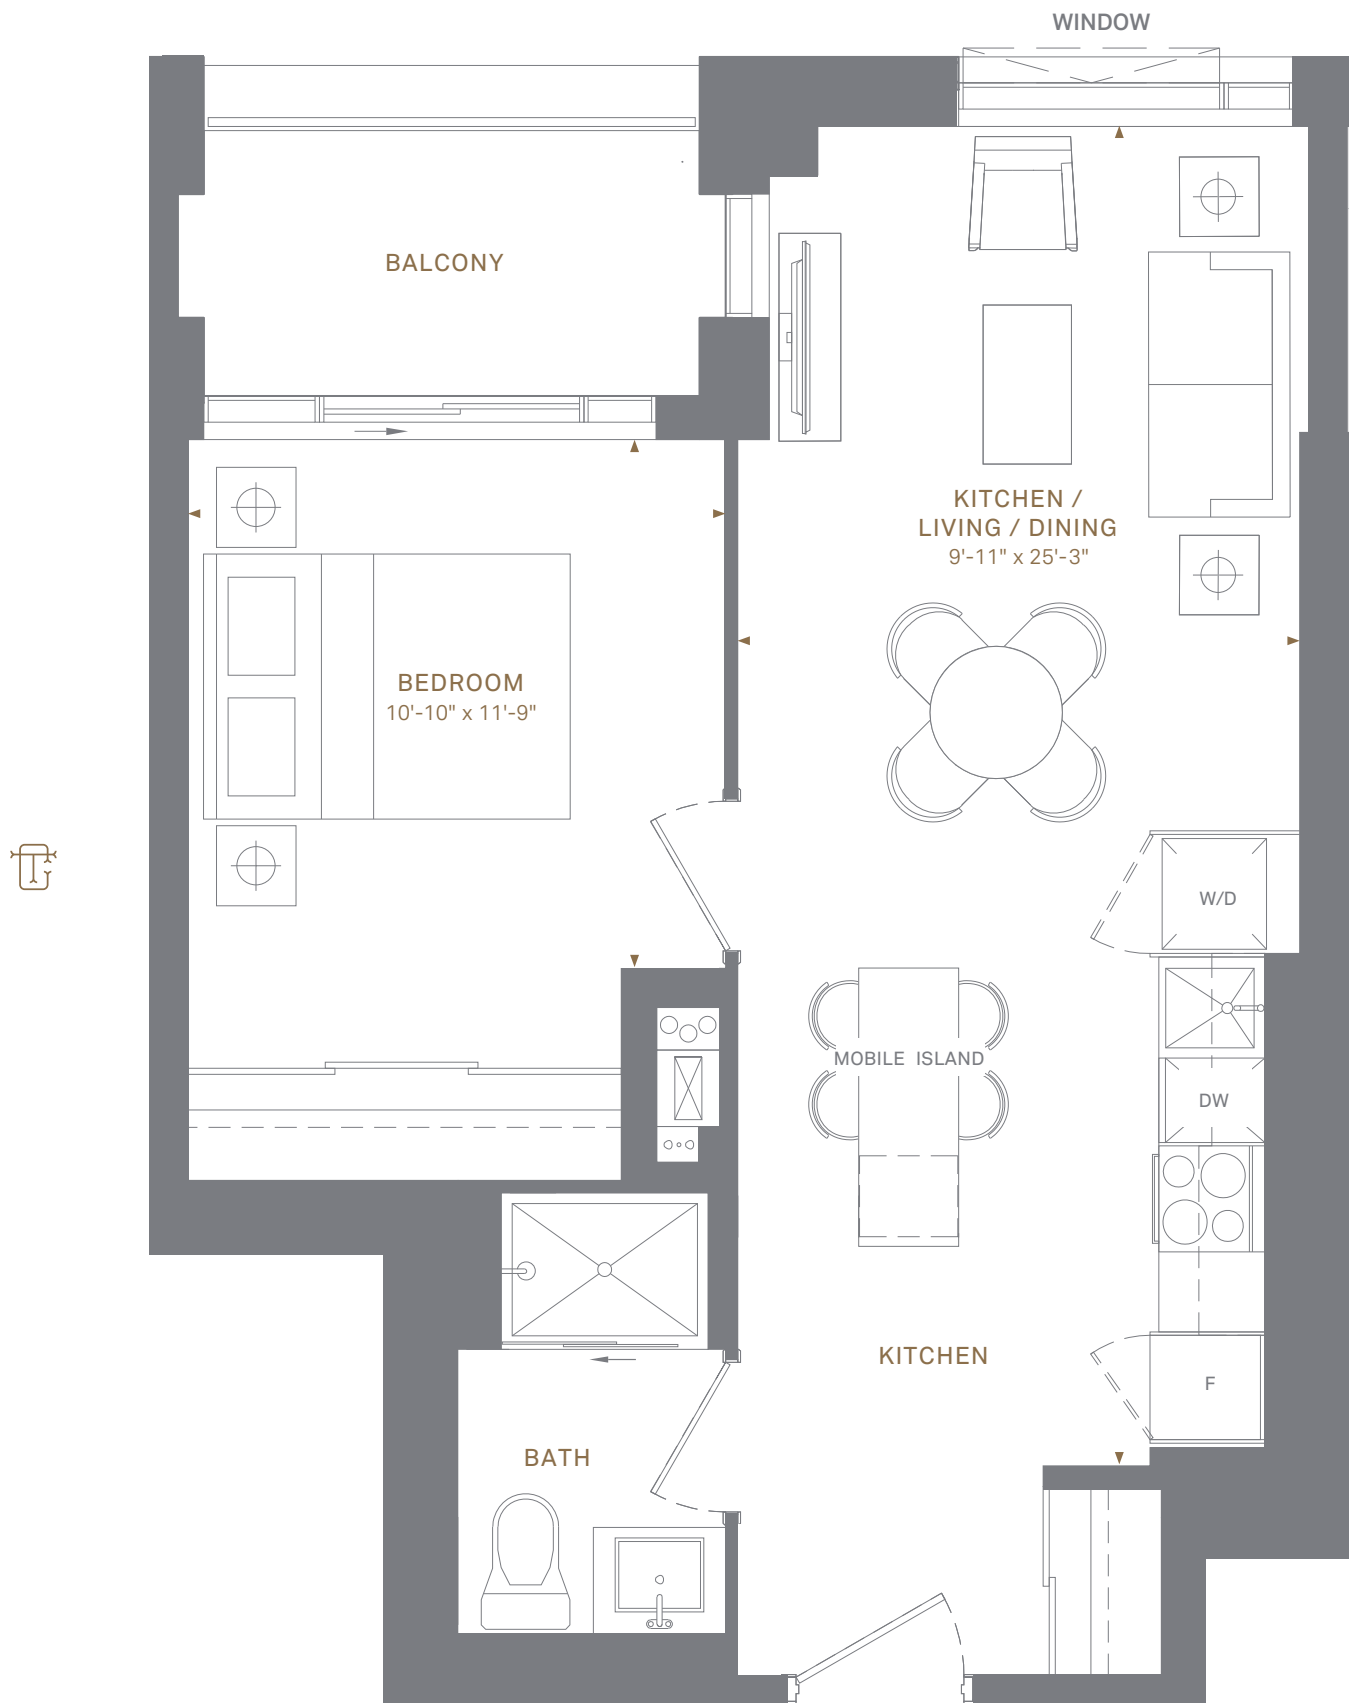 WINDOW
BALCONY
KITCHEN /
LIVING / DINING
9'-11" x 25'-3"
BEDROOM
10'-10" x 11'-9"
W/D
MOBILE ISLAND
DW
KITCHEN
F
BATH